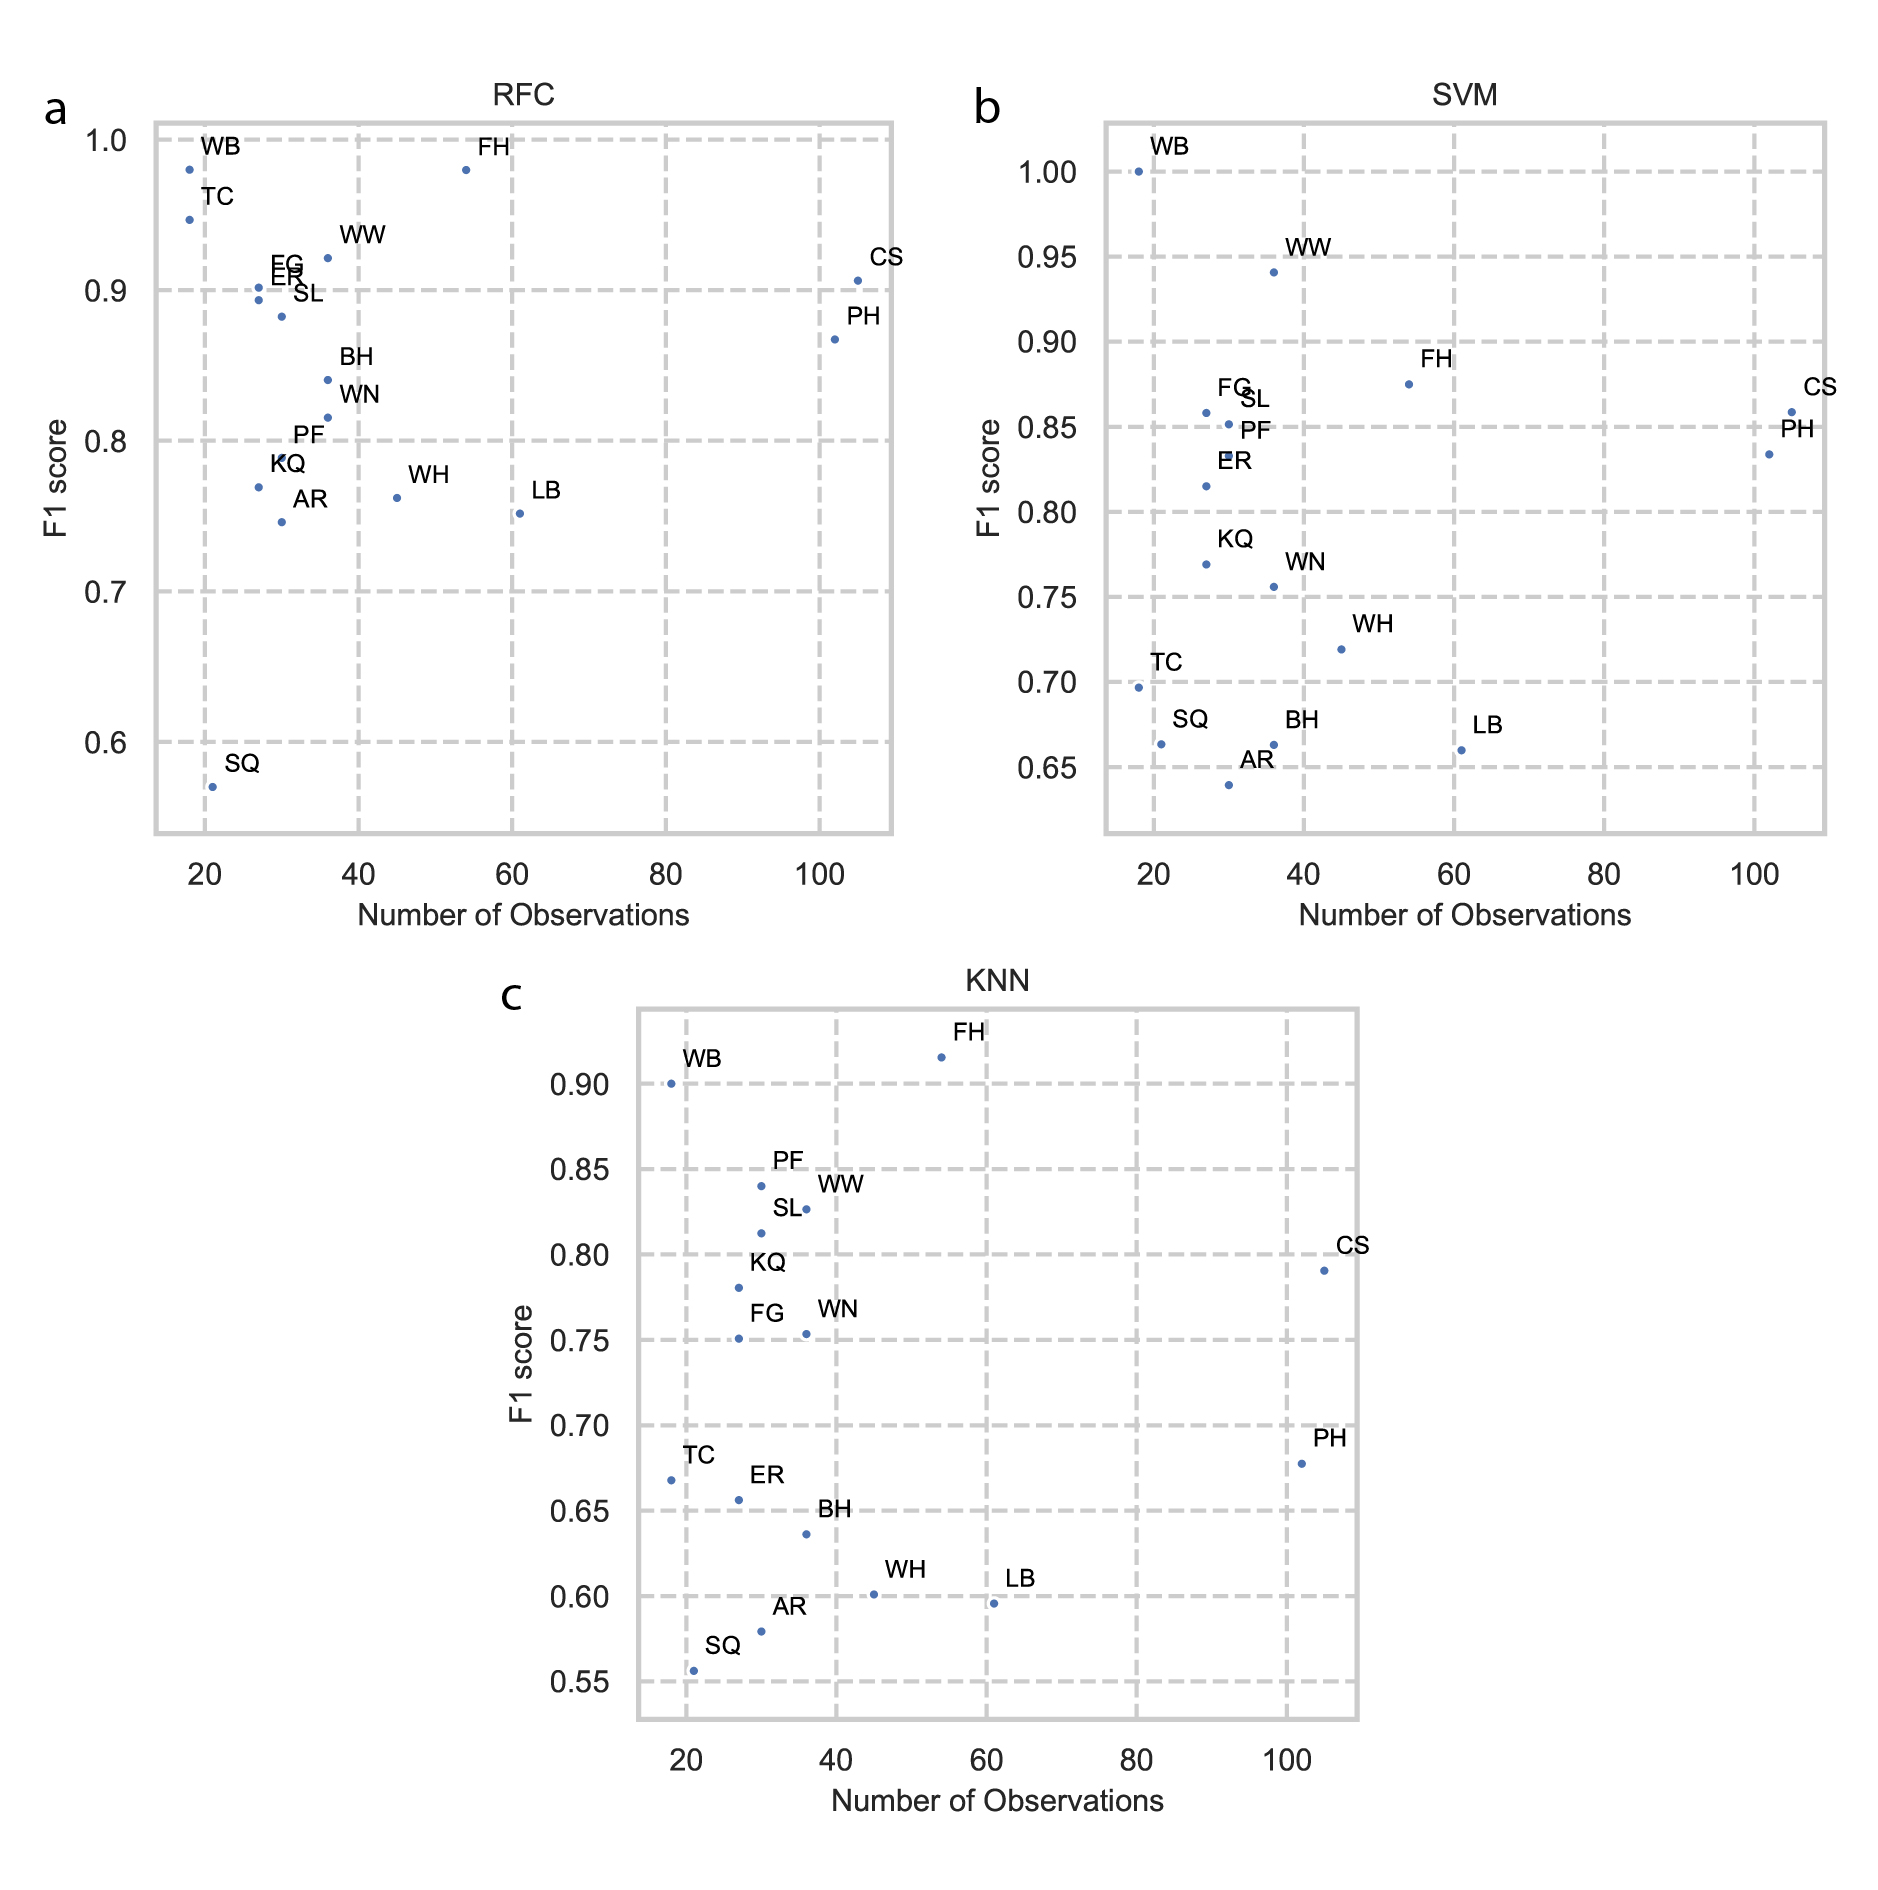 a
RFC
F1 score
1.0
0.9
0.8
0.7
0.6
WB
FH
TC
WW
FG
ER
SL
CS
PH
BH
WN
PF
KQ
AR
WH
LB
SQ
20 40 60 80 100
Number of Observations
b
SVM
F1 score
1.00
0.95
0.90
0.85
0.80
0.75
0.70
0.65
WB
WW
FH
FG
SL
CS
PF
PH
ER
KQ
WN
WH
TC
SQ
BH
LB
AR
20 40 60 80 100
Number of Observations
c
KNN
F1 score
0.90
0.85
0.80
0.75
0.70
0.65
0.60
0.55
FH
WB
PF
WW
SL
CS
KQ
FG
WN
PH
TC
ER
BH
WH
LB
AR
SQ
20 40 60 80 100
Number of Observations